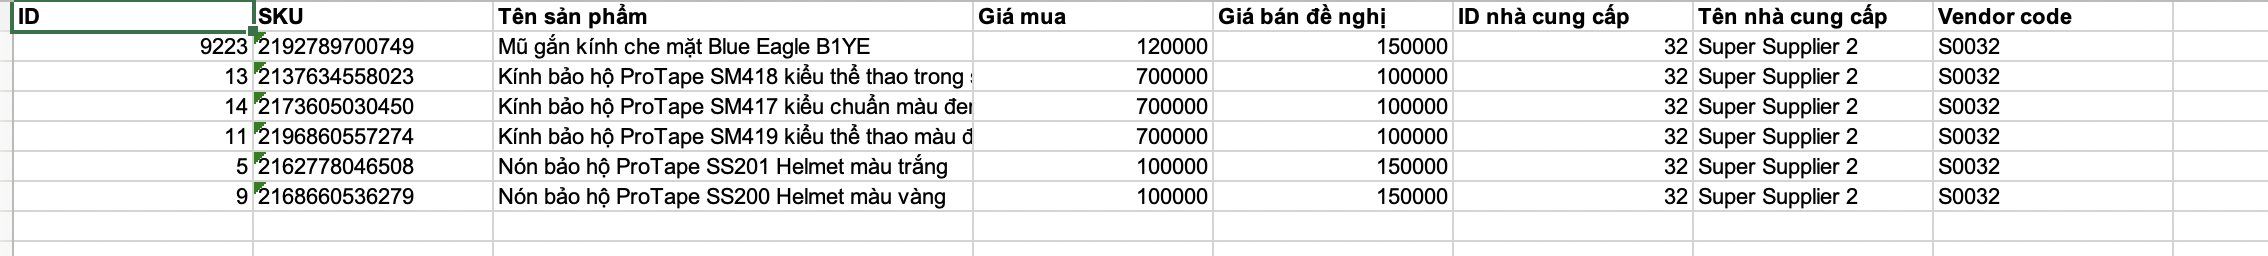 ID SKU Tên sản phẩm Giá mua Giá bán đề nghị ID nhà cung cấp Tên nhà cung cấp Vendor code
9223 2192789700749 Mũ gắn kính che mặt Blue Eagle B1YE 120000 150000 32 Super Supplier 2 S0032
13 2137634558023 Kính bảo hộ ProTape SM418 kiểu thể thao trong 700000 100000 32 Super Supplier 2 S0032
14 2173605030450 Kính bảo hộ ProTape SM417 kiểu chuẩn màu 700000 100000 32 Super Supplier 2 S0032
11 2196860557274 Kính bảo hộ ProTape SM419 kiểu thể thao màu 700000 100000 32 Super Supplier 2 S0032
5 2162778046508 Nón bảo hộ ProTape SS201 Helmet màu trắng 100000 150000 32 Super Supplier 2 S0032
9 2168660536279 Nón bảo hộ ProTape SS200 Helmet màu vàng 100000 150000 32 Super Supplier 2 S0032